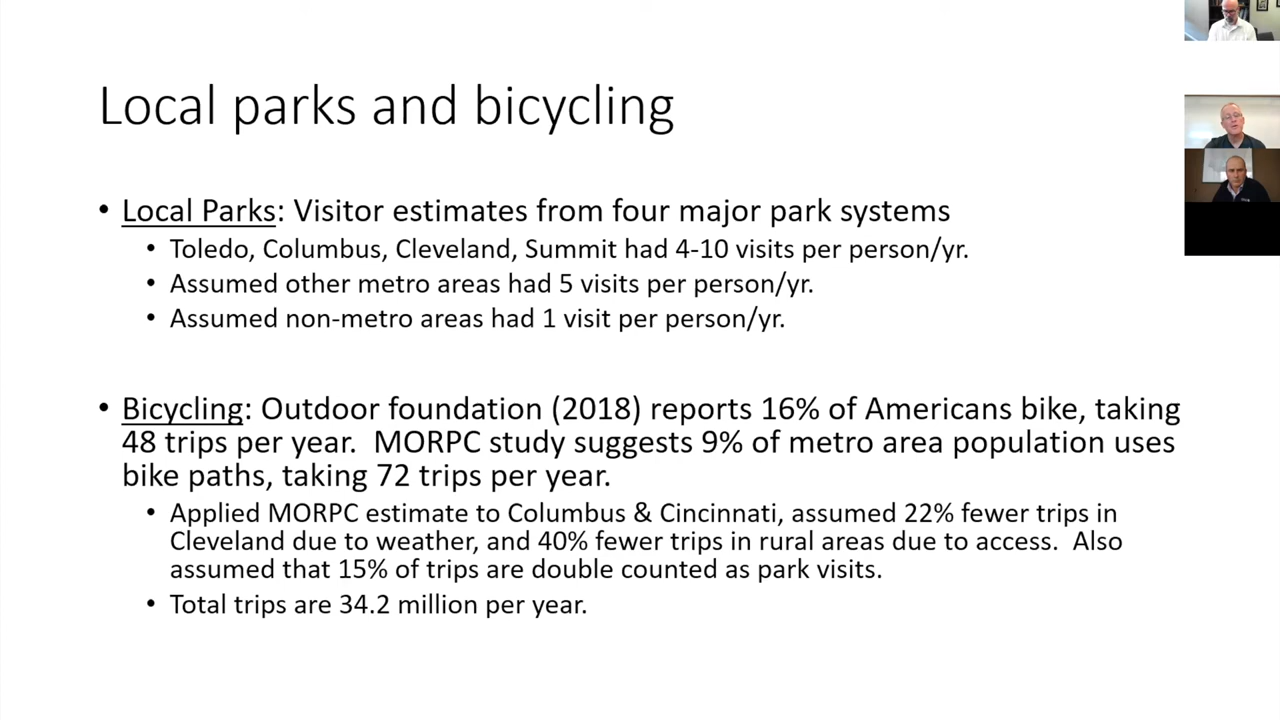 Local parks and bicycling
• Local Parks: Visitor estimates from four major park systems
• Toledo, Columbus, Cleveland, Summit had 4-10 visits per person/yr.
• Assumed other metro areas had 5 visits per person/yr.
• Assumed non-metro areas had 1 visit per person/yr.
• Bicycling: Outdoor foundation (2018) reports 16% of Americans bike, taking
48 trips per year.  MORPC study suggests 9% of metro area population uses
bike paths, taking 72 trips per year.
• Applied MORPC estimate to Columbus & Cincinnati, assumed 22% fewer trips in
Cleveland due to weather, and 40% fewer trips in rural areas due to access.  Also
assumed that 15% of trips are double counted as park visits.
• Total trips are 34.2 million per year.